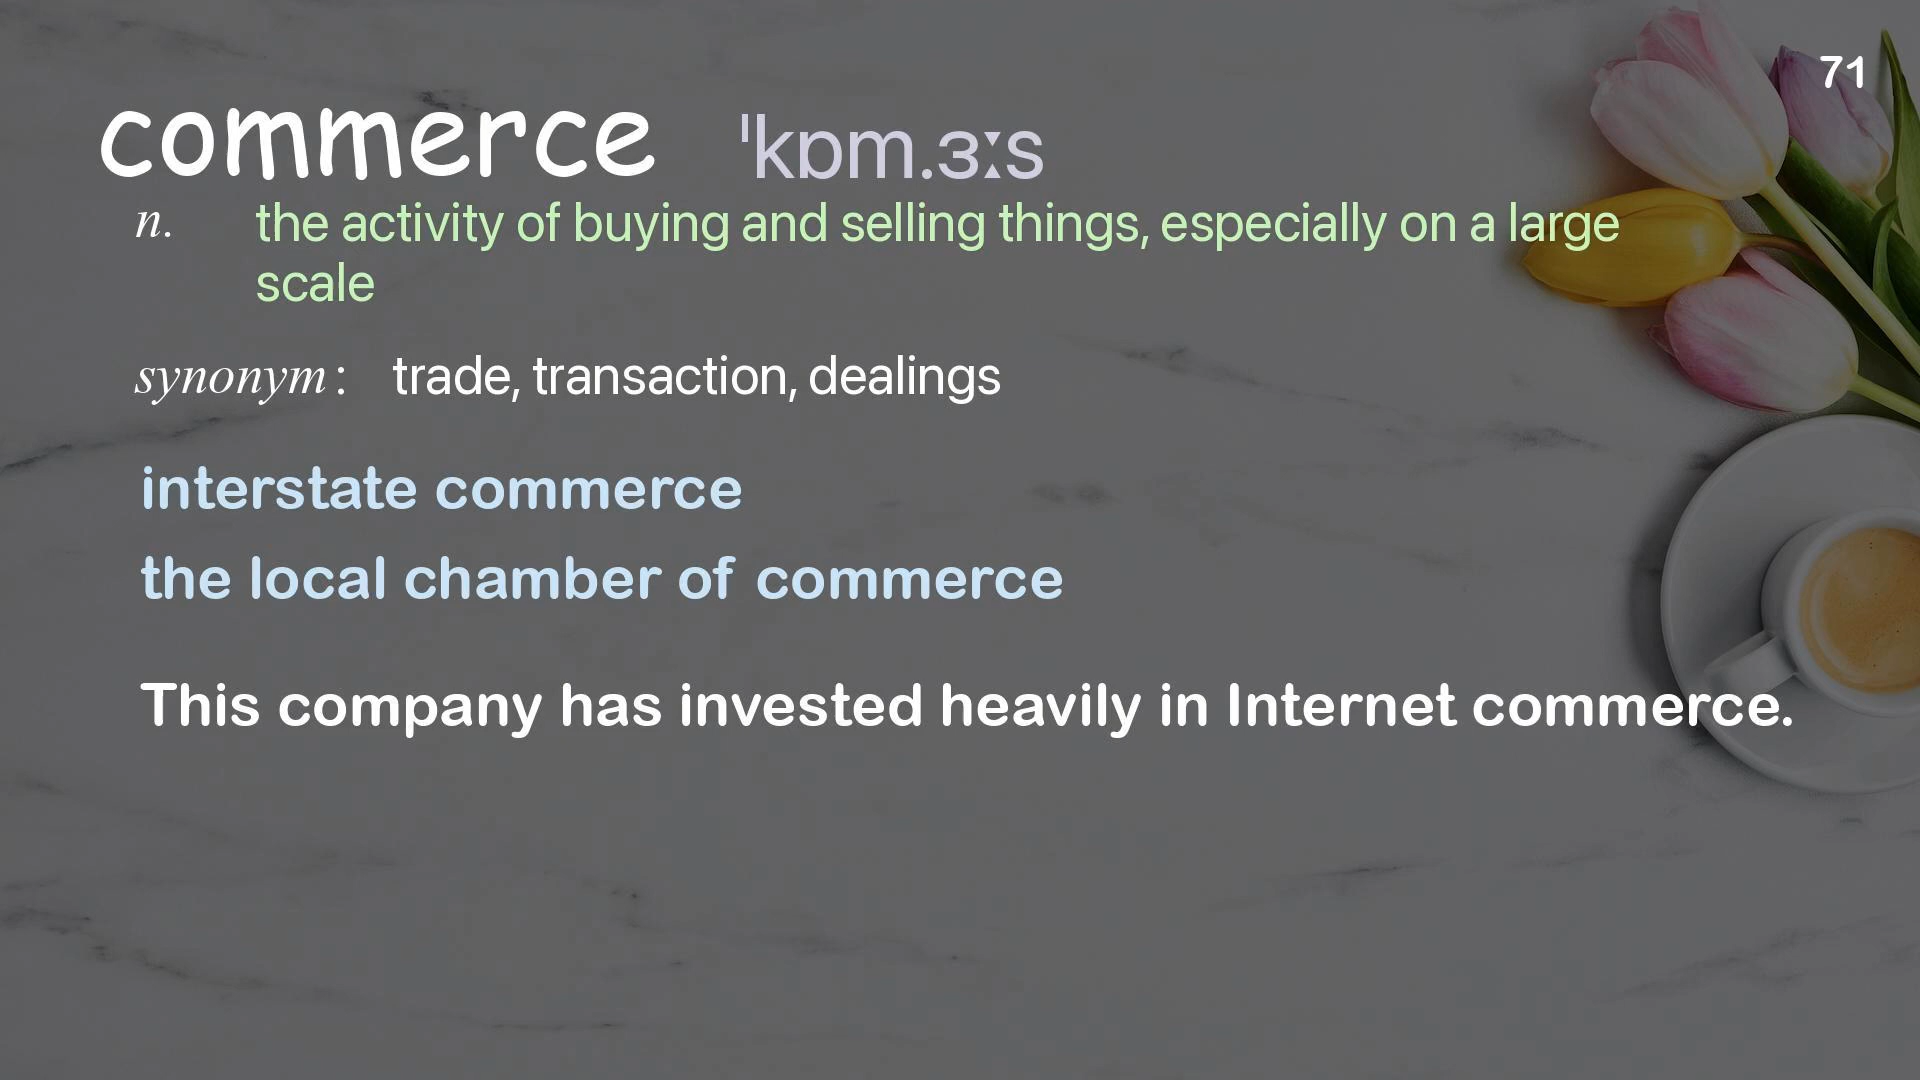 71
commerce ˈkɒm.ɜːs
n. the activity of buying and selling things, especially on a large
scale
synonym: trade, transaction, dealings
interstate commerce
the local chamber of commerce
This company has invested heavily in Internet commerce.